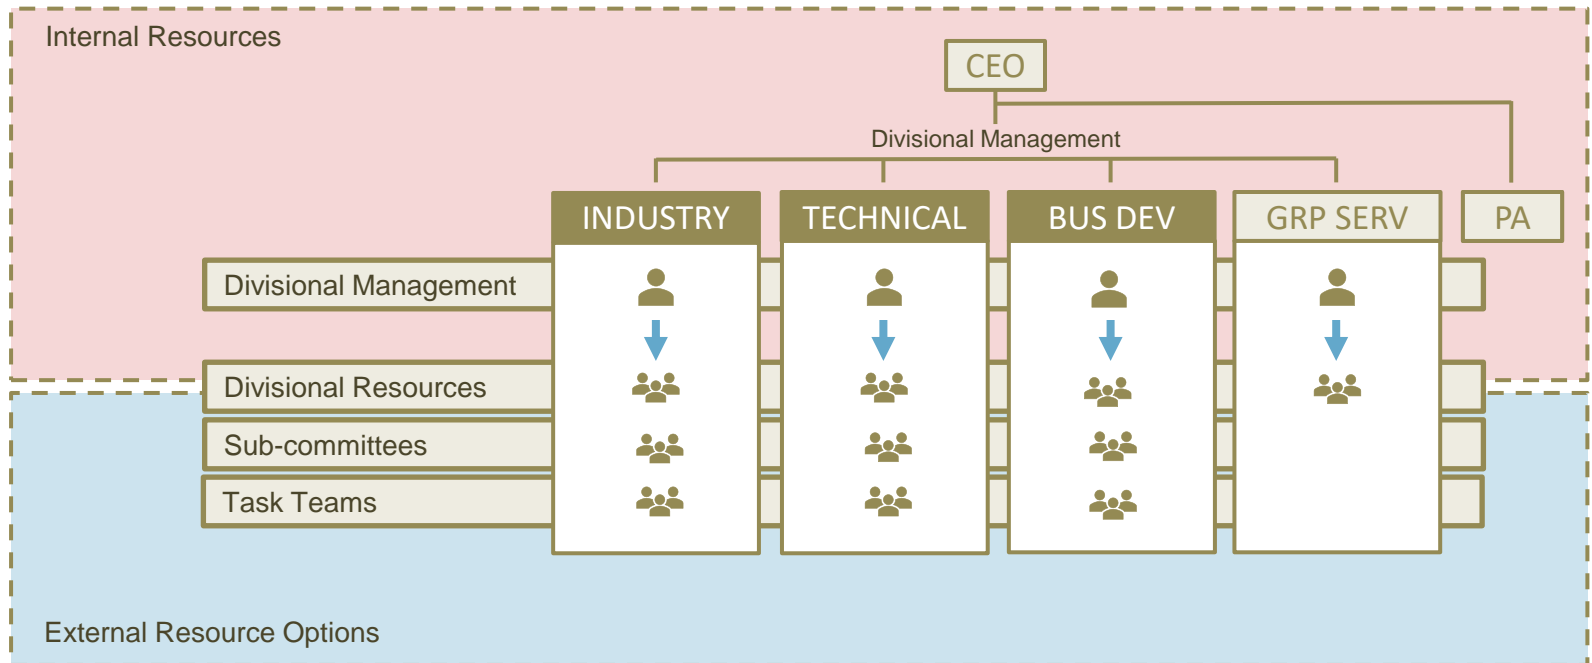 Internal Resources
CEO
Divisional Management
INDUSTRY
TECHNICAL
BUS DEV
GRP SERV
PA
Divisional Management
Divisional Resources
Sub-committees
Task Teams
External Resource Options